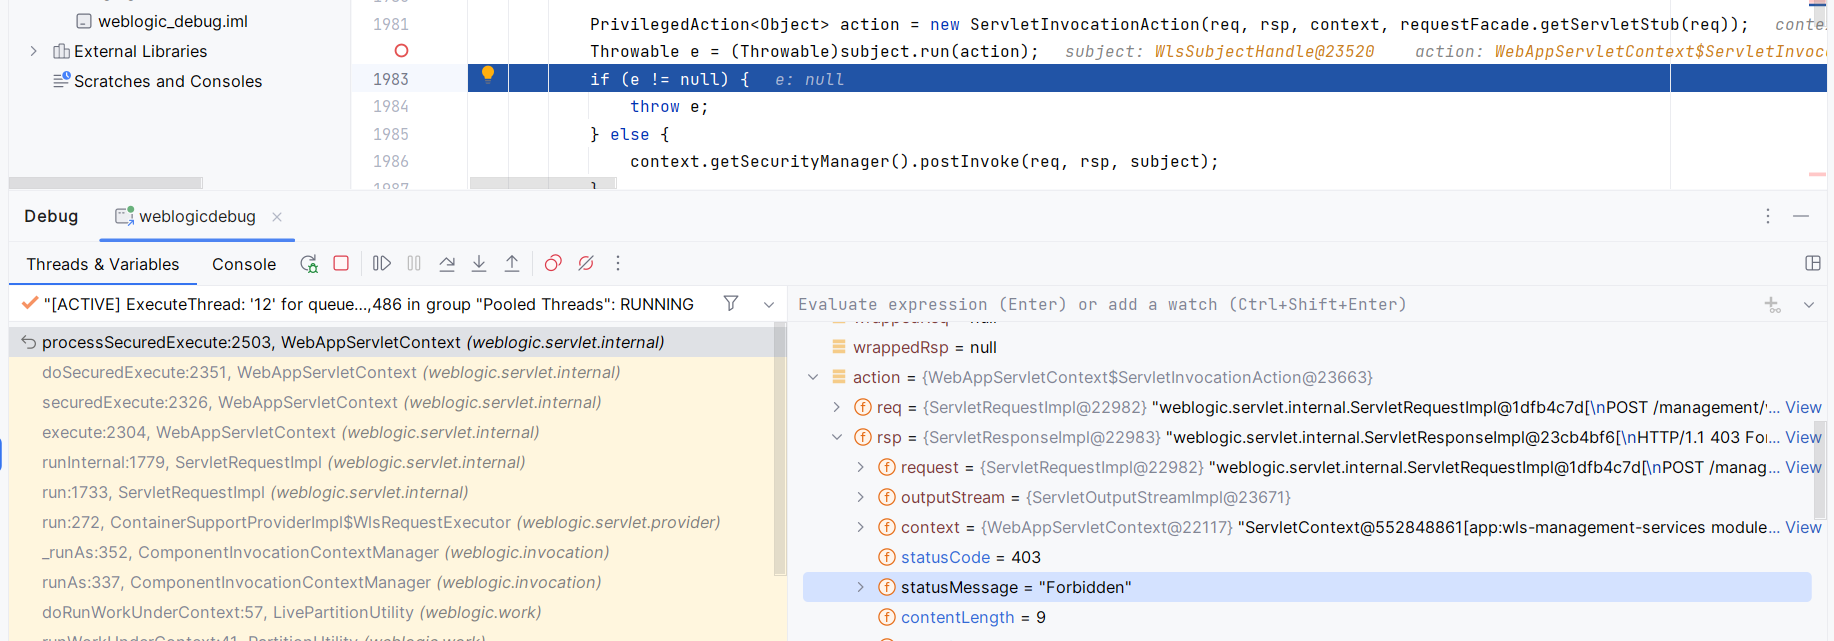 weblogic_debug.iml
External Libraries
Scratches and Consoles
1981 PrivilegedAction<Object> action = new ServletInvocationAction(req, rsp, context, requestFacade.getServletStub(req));
Throwable e = (Throwable)subject.run(action); subject: WlsSubjectHandle@23520 action: WebAppServletContext$ServletInvoc
1983 if (e != null) { e: null
1984 throw e;
1985 } else {
1986 context.getSecurityManager().postInvoke(req, rsp, subject);
1987 }
Debug weblogicdebug
Threads & Variables Console
"[ACTIVE] ExecuteThread: '12' for queue...,486 in group "Pooled Threads": RUNNING
Evaluate expression (Enter) or add a watch (Ctrl+Shift+Enter)
processSecuredExecute:2503, WebAppServletContext (weblogic.servlet.internal)
doSecuredExecute:2351, WebAppServletContext (weblogic.servlet.internal)
securedExecute:2326, WebAppServletContext (weblogic.servlet.internal)
execute:2304, WebAppServletContext (weblogic.servlet.internal)
runInternal:1779, ServletRequestImpl (weblogic.servlet.internal)
run:1733, ServletRequestImpl (weblogic.servlet.internal)
run:272, ContainerSupportProviderImpl$WlsRequestExecutor (weblogic.servlet.provider)
_runAs:352, ComponentInvocationContextManager (weblogic.invocation)
runAs:337, ComponentInvocationContextManager (weblogic.invocation)
doRunWorkUnderContext:57, LivePartitionUtility (weblogic.work)
runWorkUnderContext:41, PartitionUtility (weblogic.work)
wrappedReq = null
wrappedRsp = null
action = {WebAppServletContext$ServletInvocationAction@23663}
req = {ServletRequestImpl@22982} "weblogic.servlet.internal.ServletRequestImpl@1dfb4c7d[\nPOST /management/... View
rsp = {ServletResponseImpl@22983} "weblogic.servlet.internal.ServletResponseImpl@23cb4bf6[\nHTTP/1.1 403 Fo... View
request = {ServletRequestImpl@22982} "weblogic.servlet.internal.ServletRequestImpl@1dfb4c7d[\nPOST /manag... View
outputStream = {ServletOutputStreamImpl@23671}
context = {WebAppServletContext@22117} "ServletContext@552848861[app:wls-management-services module... View
statusCode = 403
statusMessage = "Forbidden"
contentLength = 9